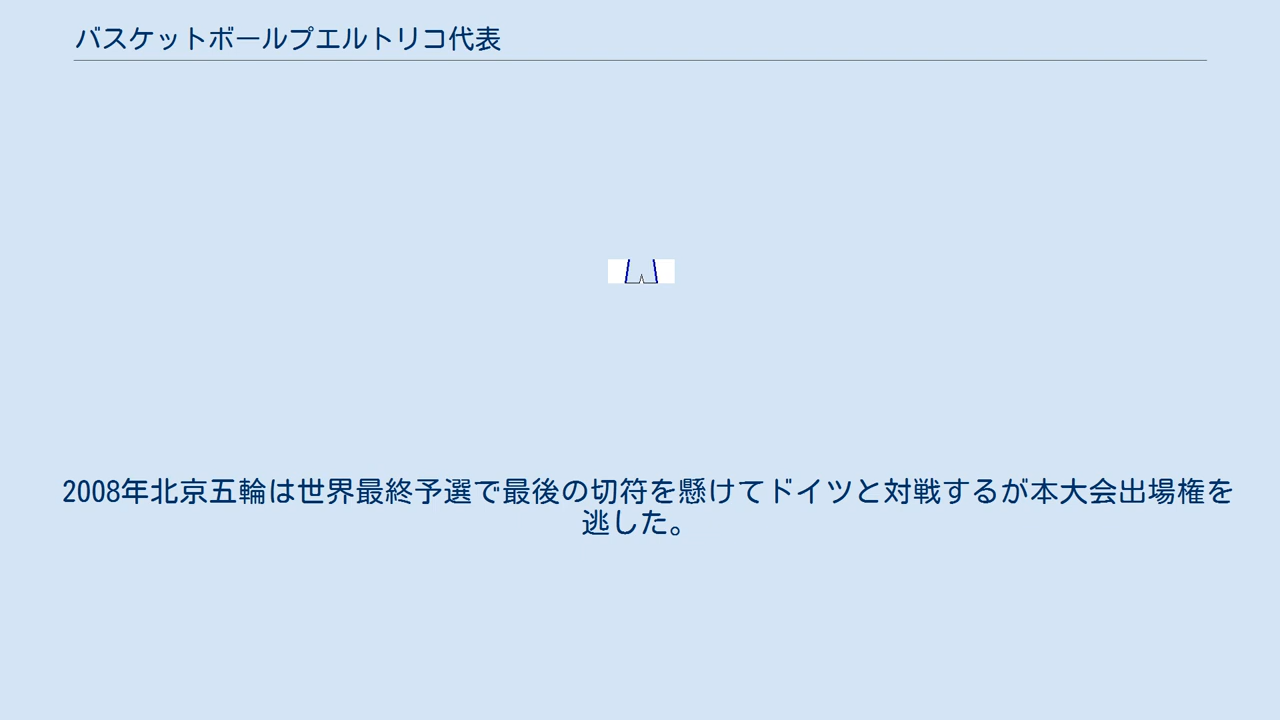 バスケットボールプエルトリコ代表
2008年北京五輪は世界最終予選で最後の切符を懸けてドイツと対戦するが本大会出場権を
逃した。